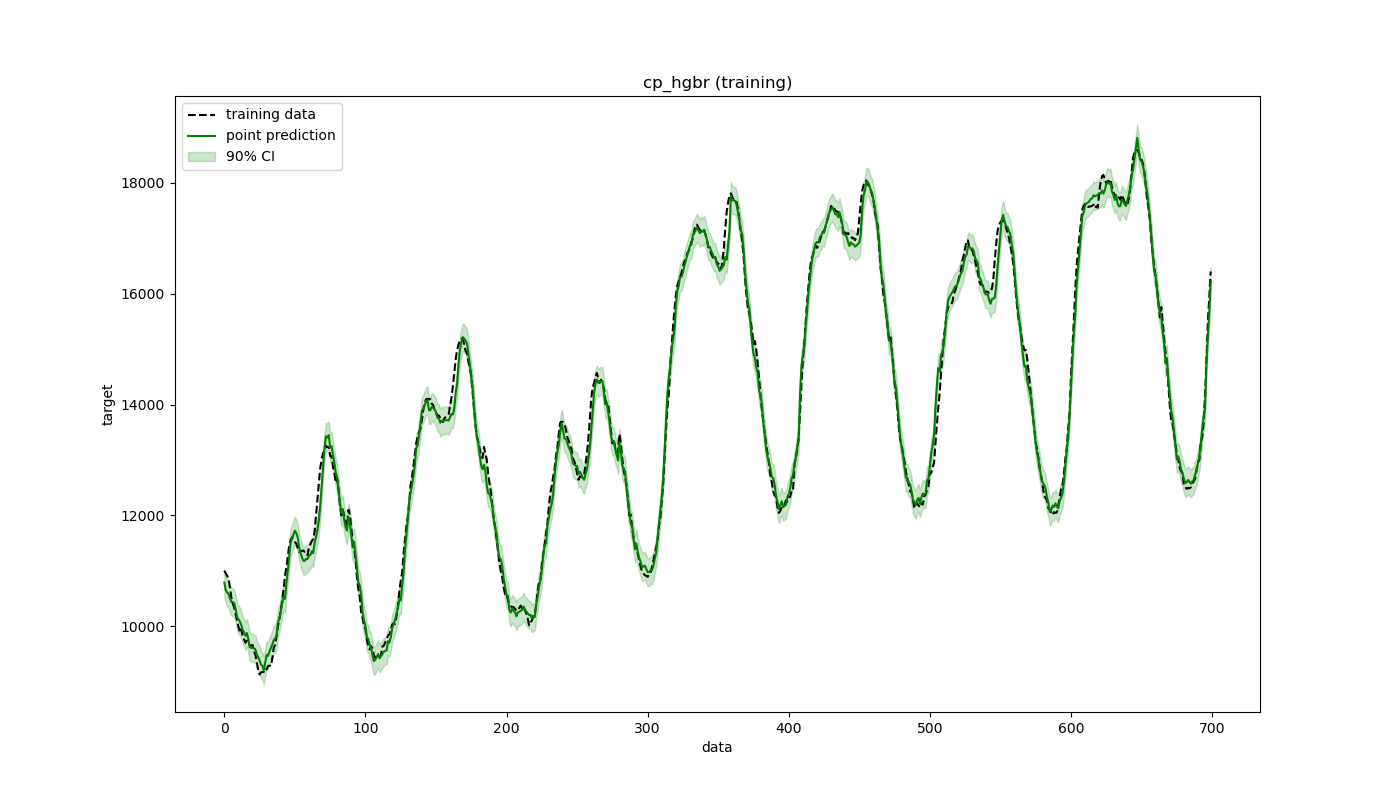 cp_hgbr (training)
training data
point prediction
90% CI
target
18000
16000
14000
12000
10000
0 100 200 300 400 500 600 700
data